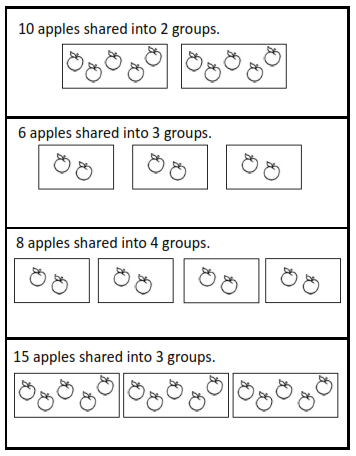 10 apples shared into 2 groups.
6 apples shared into 3 groups.
8 apples shared into 4 groups.
15 apples shared into 3 groups.